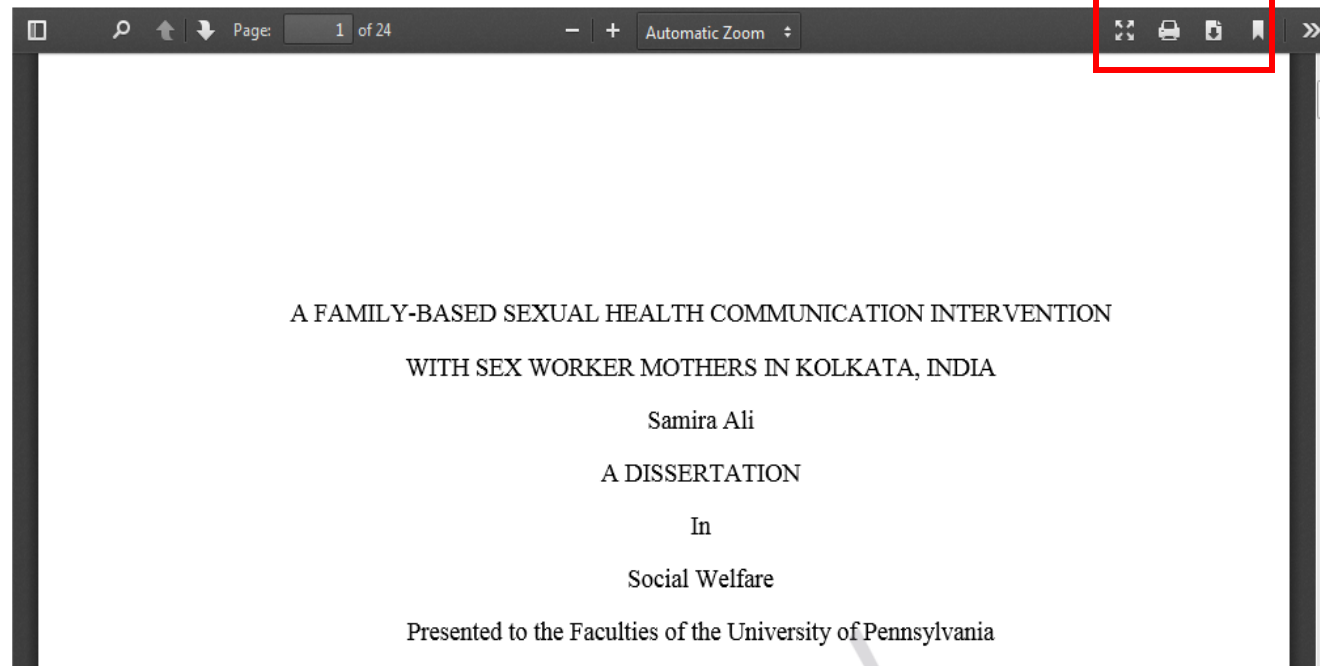 Page: 1 of 24
Automatic Zoom
A FAMILY-BASED SEXUAL HEALTH COMMUNICATION INTERVENTION
WITH SEX WORKER MOTHERS IN KOLKATA, INDIA
Samira Ali
A DISSERTATION
In
Social Welfare
Presented to the Faculties of the University of Pennsylvania